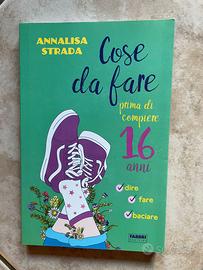 ANNALISA
STRADA
Cose
da fare
prima di
compiere
16
anni
dire
fare
baciare
FABBRI